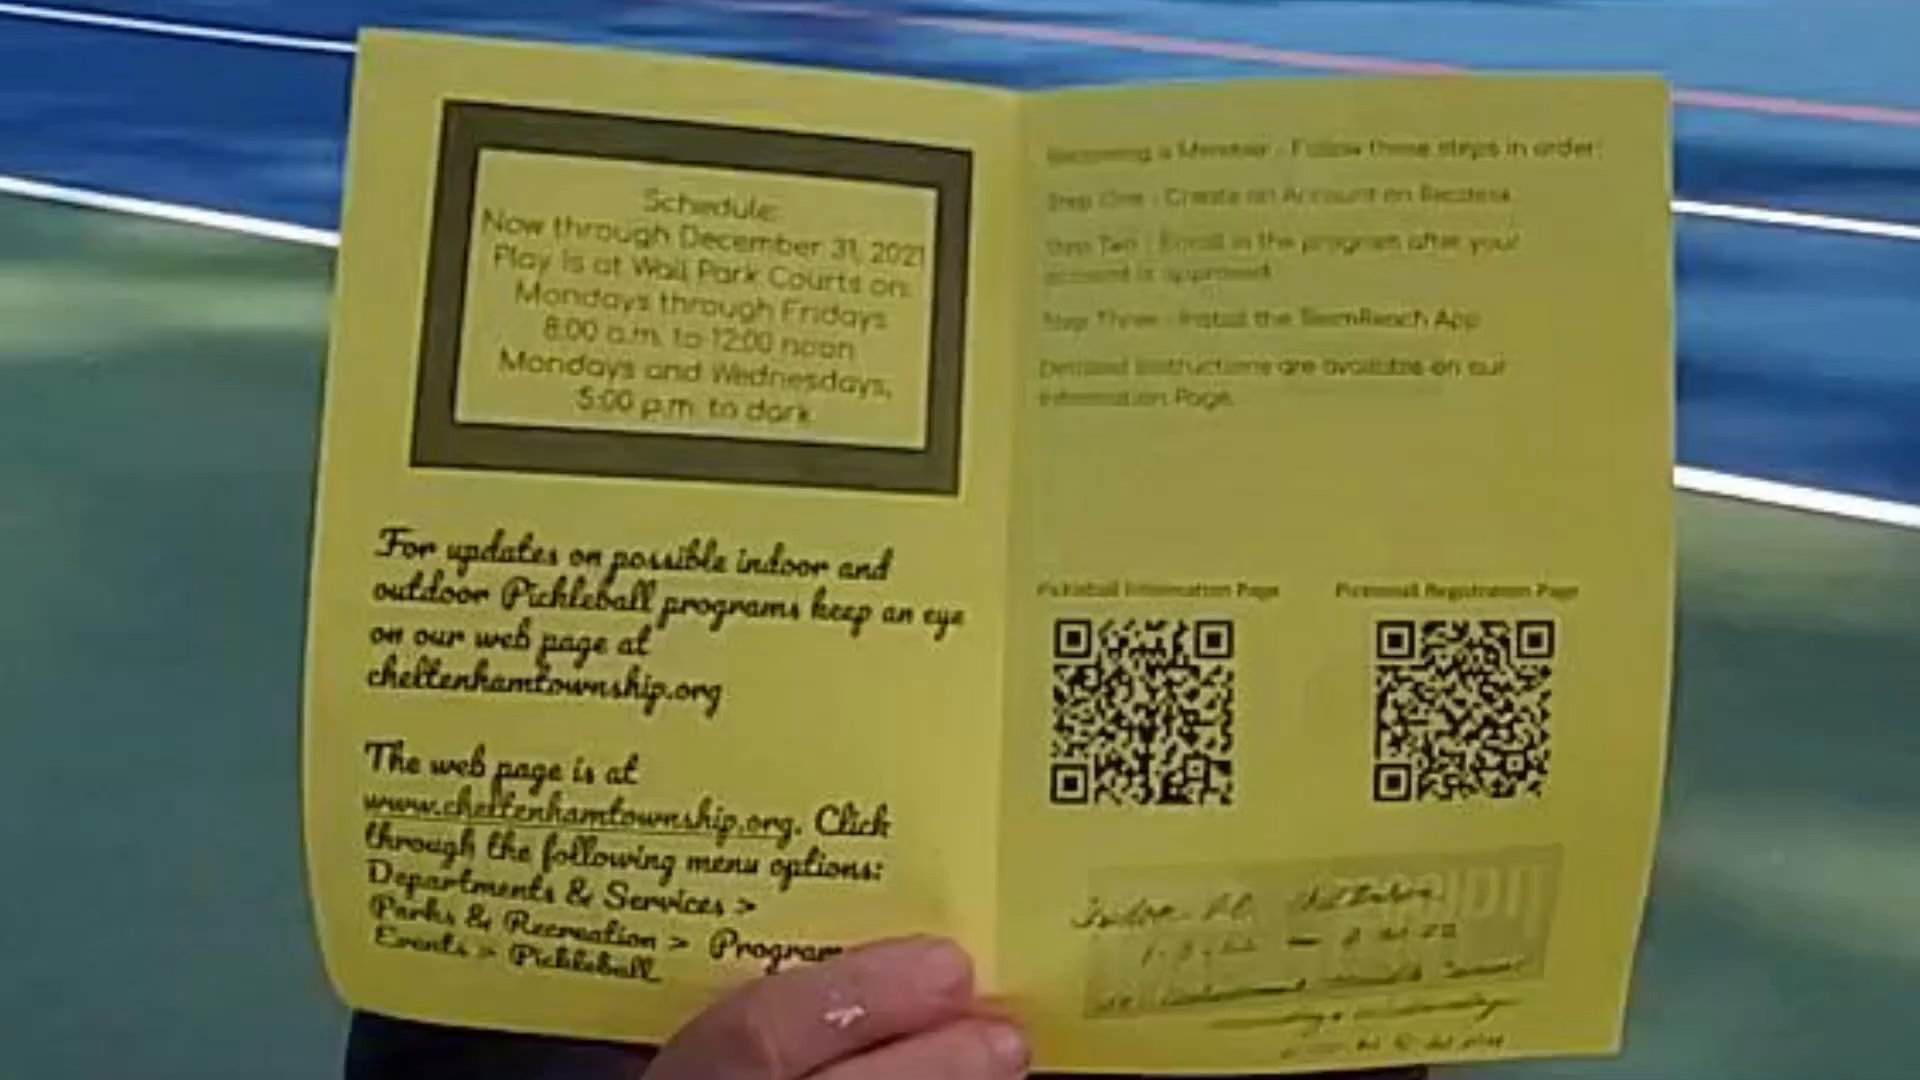 Schedule:
Now through December 31, 2021
Play is at Wall Park Courts on:
Mondays through Fridays
8:00 a.m. to 12:00 noon
Mondays and Wednesdays,
5:00 p.m. to dark
For updates on possible indoor and
outdoor Pickleball programs keep an eye
on our web page at
cheltenhamtownship.org
The web page is at
www.cheltenhamtownship.org. Click
through the following menu options:
Departments & Services >
Parks & Recreation > Program
Events > Pickleball
Becoming a Member - Follow these steps in order:
Step One - Create an Account on Recdesk
Step Two - Enroll in the program after your
account is approved
Step Three - Install the TeamReach App
Detailed instructions are available on our
Information Page.
Pickleball Information Page
Pickleball Registration Page
Indoor